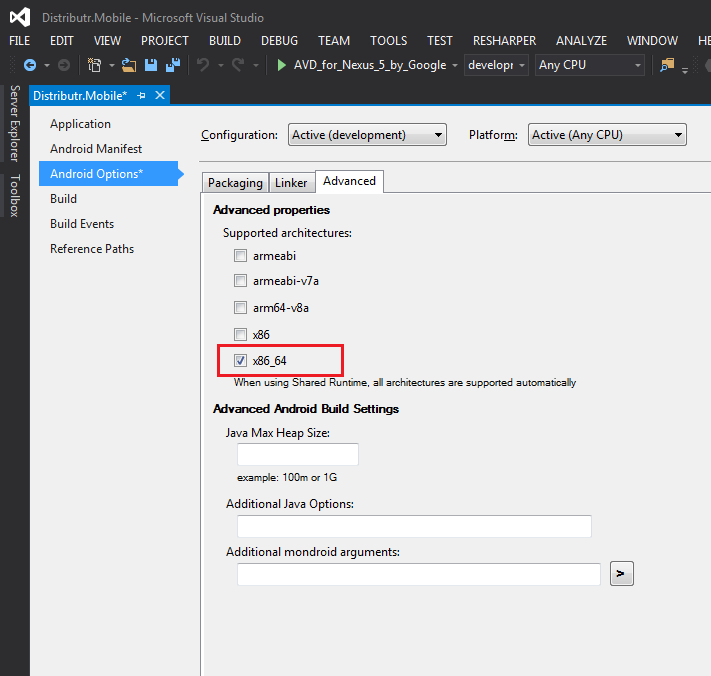 Distributr.Mobile - Microsoft Visual Studio
FILE EDIT VIEW PROJECT BUILD DEBUG TEAM TOOLS TEST RESHARPER ANALYZE WINDOW HE
AVD_for_Nexus_5_by_Google developr Any CPU
Server Explorer
Toolbox
Distributr.Mobile*
Application
Android Manifest
Android Options*
Build
Build Events
Reference Paths
Configuration: Active (development) Platform: Active (Any CPU)
Packaging Linker Advanced
Advanced properties
Supported architectures:
armeabi
armeabi-v7a
arm64-v8a
x86
x86_64
When using Shared Runtime, all architectures are supported automatically
Advanced Android Build Settings
Java Max Heap Size:
example: 100m or 1G
Additional Java Options:
Additional mondroid arguments:
>